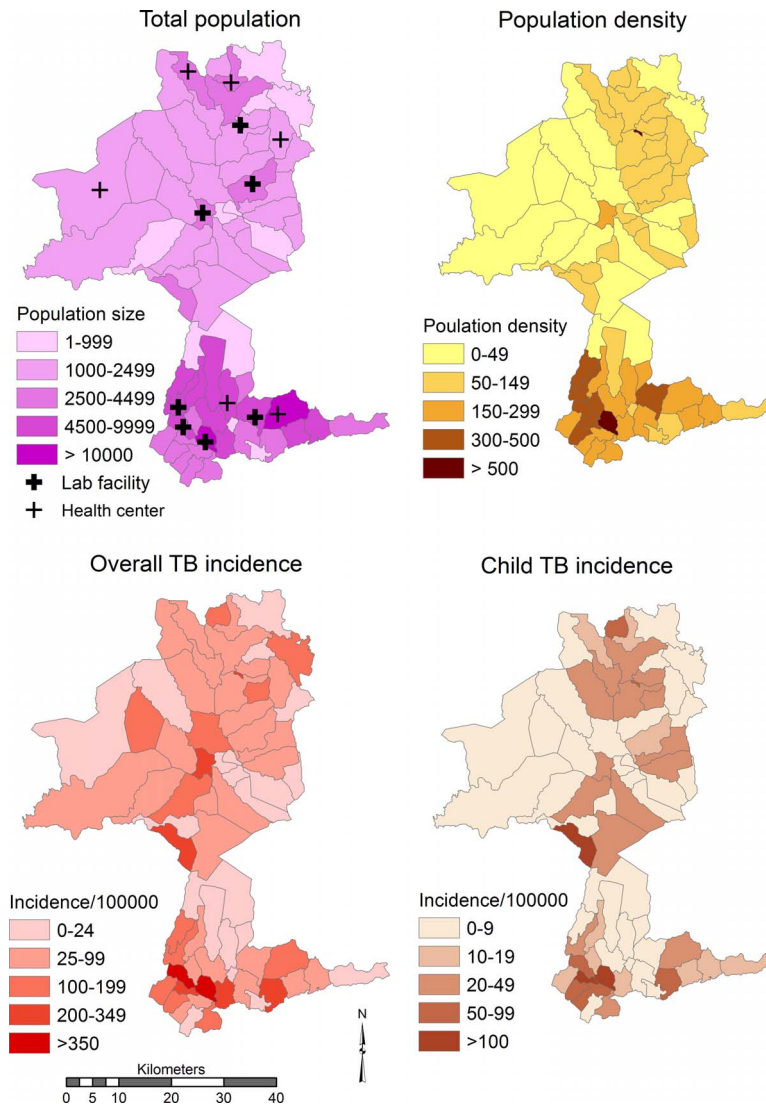 Total population
Population size
1-999
1000-2499
2500-4499
4500-9999
> 10000
Lab facility
Health center
Population density
Poulation density
0-49
50-149
150-299
300-500
> 500
Overall TB incidence
Incidence/100000
0-24
25-99
100-199
200-349
>350
Kilometers
0 5 10 20 30 40
N
Child TB incidence
Incidence/100000
0-9
10-19
20-49
50-99
>100